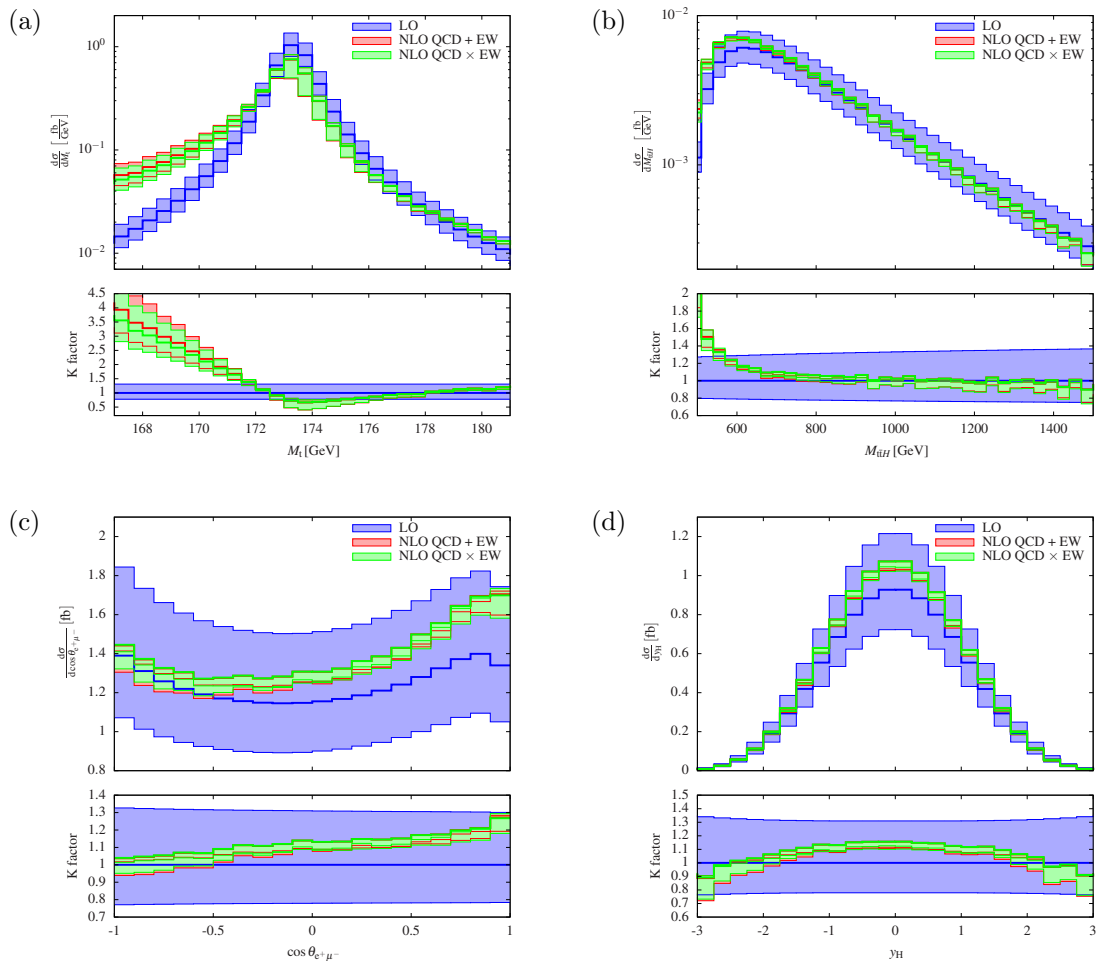 (a)
10^0
10^{-1}
10^{-2}
dσ/dM_t [fb/GeV]
LO
NLO QCD + EW
NLO QCD × EW
4.5
4
3.5
3
2.5
2
1.5
1
0.5
K factor
168 170 172 174 176 178 180
M_t [GeV]
(b)
10^{-2}
10^{-3}
dσ/dM_{tt̄H} [fb/GeV]
LO
NLO QCD + EW
NLO QCD × EW
2
1.8
1.6
1.4
1.2
1
0.8
0.6
K factor
600 800 1000 1200 1400
M_{tt̄H} [GeV]
(c)
2
1.8
1.6
1.4
1.2
1
0.8
dσ/dcos θ_{e⁺μ⁻} [fb]
LO
NLO QCD + EW
NLO QCD × EW
1.4
1.3
1.2
1.1
1
0.9
0.8
0.7
K factor
-1 -0.5 0 0.5 1
cos θ_{e⁺μ⁻}
(d)
1.2
1
0.8
0.6
0.4
0.2
0
dσ/dy_H [fb]
LO
NLO QCD + EW
NLO QCD × EW
1.5
1.4
1.3
1.2
1.1
1
0.9
0.8
0.7
0.6
K factor
-3 -2 -1 0 1 2 3
y_H